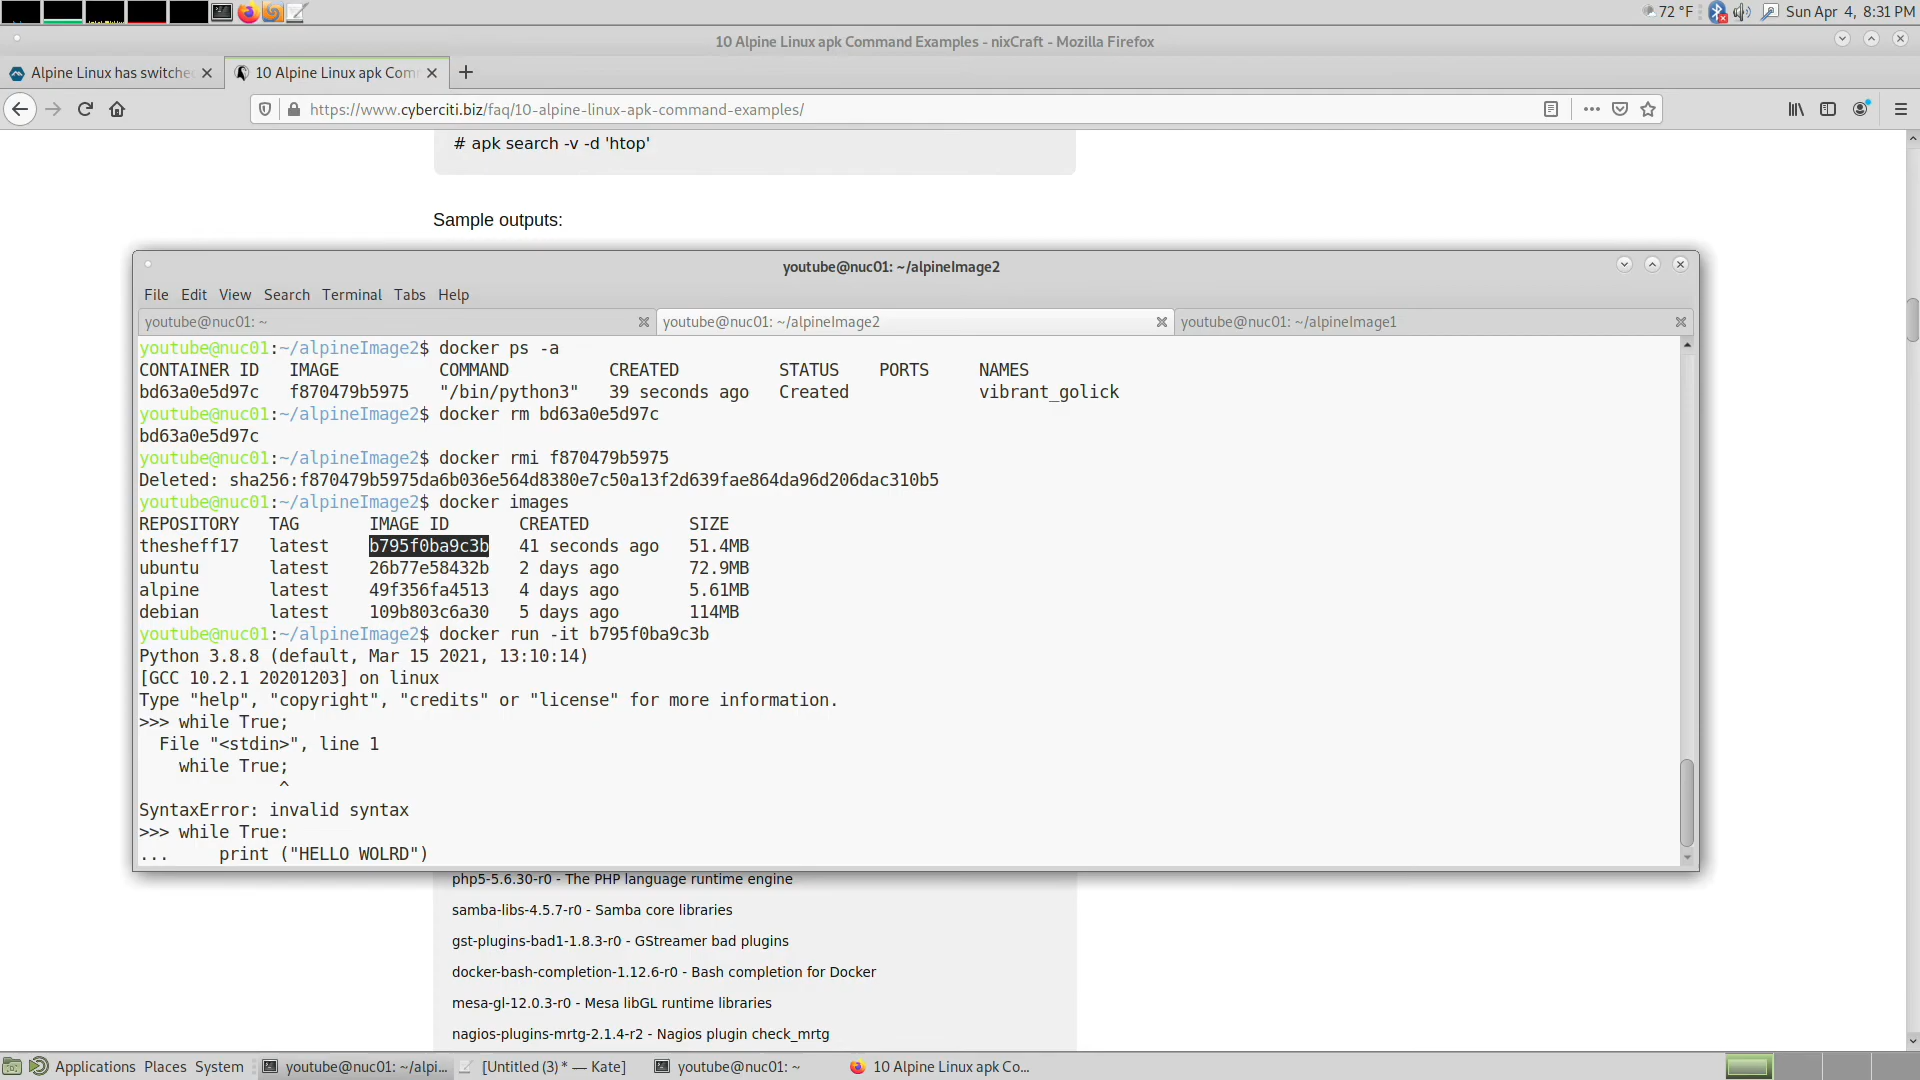 72 °F
Sun Apr 4, 8:31 PM
10 Alpine Linux apk Command Examples - nixCraft - Mozilla Firefox
Alpine Linux has switche
10 Alpine Linux apk Com
https://www.cyberciti.biz/faq/10-alpine-linux-apk-command-examples/
# apk search -v -d 'htop'
Sample outputs:
youtube@nuc01: ~/alpineImage2
File Edit View Search Terminal Tabs Help
youtube@nuc01: ~
youtube@nuc01: ~/alpineImage2
youtube@nuc01: ~/alpineImage1
youtube@nuc01:~/alpineImage2$ docker ps -a
CONTAINER ID IMAGE COMMAND CREATED STATUS PORTS NAMES
bd63a0e5d97c f870479b5975 "/bin/python3" 39 seconds ago Created vibrant_golick
youtube@nuc01:~/alpineImage2$ docker rm bd63a0e5d97c
bd63a0e5d97c
youtube@nuc01:~/alpineImage2$ docker rmi f870479b5975
Deleted: sha256:f870479b5975da6b036e564d8380e7c50a13f2d639fae864da96d206dac310b5
youtube@nuc01:~/alpineImage2$ docker images
REPOSITORY TAG IMAGE ID CREATED SIZE
thesheff17 latest b795f0ba9c3b 41 seconds ago 51.4MB
ubuntu latest 26b77e58432b 2 days ago 72.9MB
alpine latest 49f356fa4513 4 days ago 5.61MB
debian latest 109b803c6a30 5 days ago 114MB
youtube@nuc01:~/alpineImage2$ docker run -it b795f0ba9c3b
Python 3.8.8 (default, Mar 15 2021, 13:10:14)
[GCC 10.2.1 20201203] on linux
Type "help", "copyright", "credits" or "license" for more information.
>>> while True;
File "<stdin>", line 1
while True;
^
SyntaxError: invalid syntax
>>> while True:
... print ("HELLO WOLRD")
php5-5.6.30-r0 - The PHP language runtime engine
samba-libs-4.5.7-r0 - Samba core libraries
gst-plugins-bad1-1.8.3-r0 - GStreamer bad plugins
docker-bash-completion-1.12.6-r0 - Bash completion for Docker
mesa-gl-12.0.3-r0 - Mesa libGL runtime libraries
nagios-plugins-mrtg-2.1.4-r2 - Nagios plugin check_mrtg
Applications Places System
youtube@nuc01: ~/alpi...
[Untitled (3) * — Kate]
youtube@nuc01: ~
10 Alpine Linux apk Co...